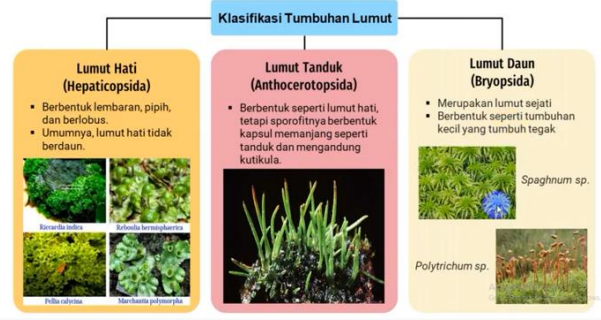 Klasifikasi Tumbuhan Lumut
Lumut Hati
(Hepaticopsida)
▪ Berbentuk lembaran, pipih,
dan berlobus.
▪ Umumnya, lumut hati tidak
berdaun.
Riccardia indica
Reboulia hermisphaerica
Pellia calycina
Marchantia polymorpha
Lumut Tanduk
(Anthocerotopsida)
▪ Berbentuk seperti lumut hati,
tetapi sporofitnya berbentuk
kapsul memanjang seperti
tanduk dan mengandung
kutikula.
Lumut Daun
(Bryopsida)
▪ Merupakan lumut sejati
▪ Berbentuk seperti tumbuhan
kecil yang tumbuh tegak
Spaghnum sp.
Polytrichum sp.